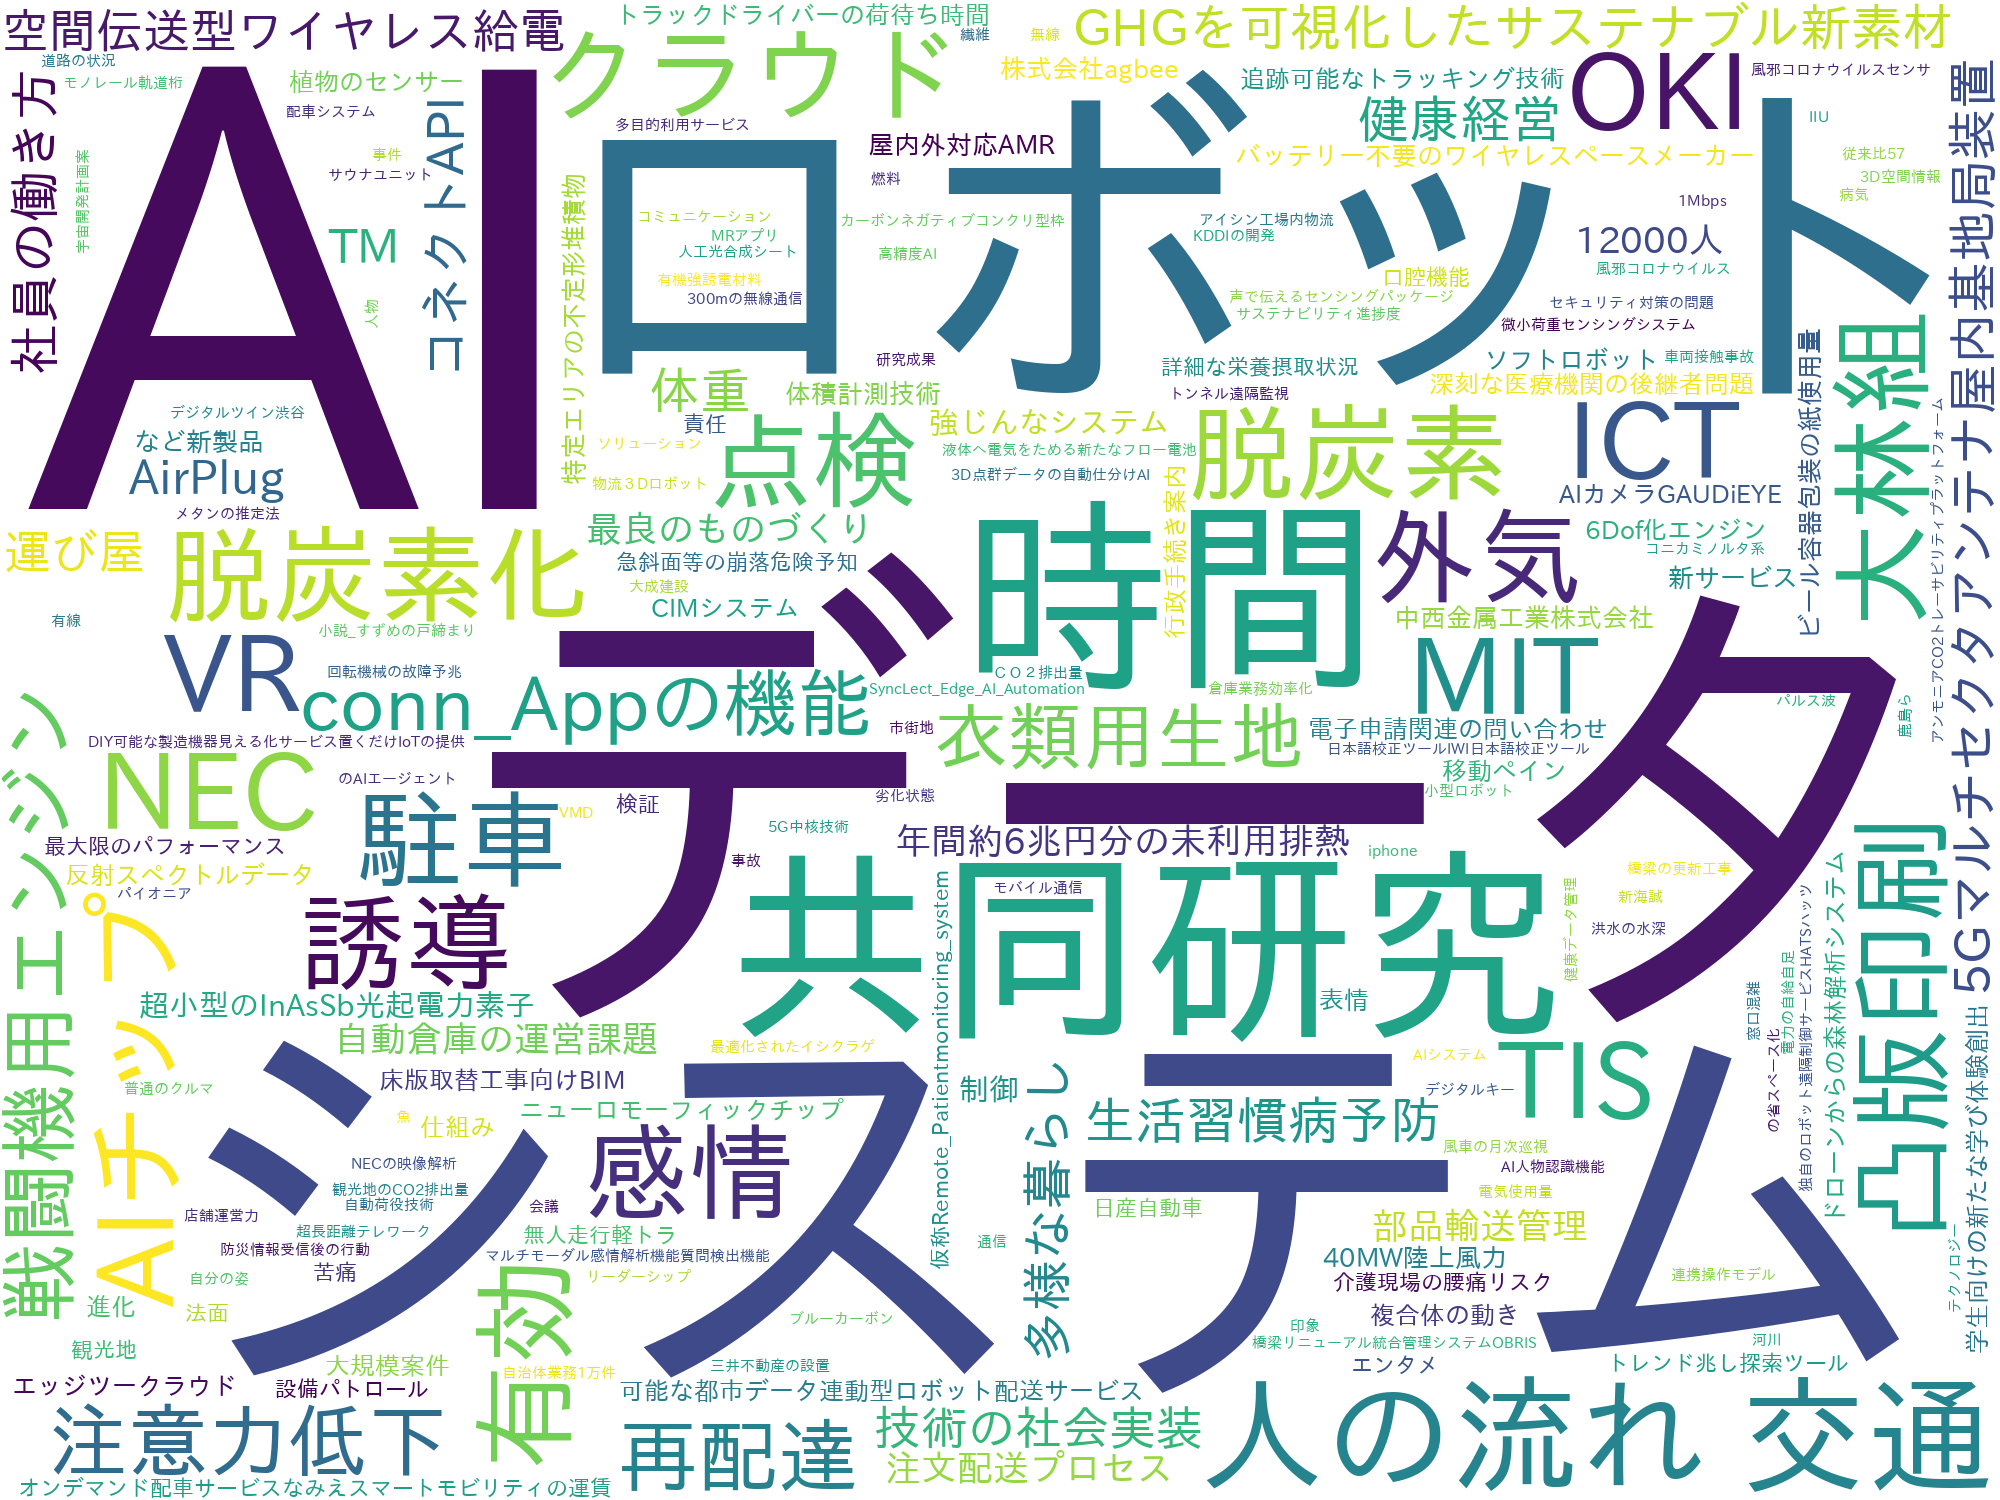 空間伝送型ワイヤレス給電
トラックドライバーの荷待ち時間
繊維
無線
GHGを可視化したサステナブル新素材
道路の状況
モノレール軌道桁
植物のセンサー
クラウド
株式会社agbee
追跡可能なトラッキング技術
OKI
風邪コロナウイルスセンサ
社員の働き方
AI
ロボット
配車システム
コネクトAPI
多目的利用サービス
屋内外対応AMR
健康経営
IIU
5Gマルチセクタアンテナ屋内基地局装置
宇宙開発計画案
事件
サウナユニット
燃料
バッテリー不要のワイヤレスペースメーカー
従来比57
3D空間情報
病気
TM
特定エリアの不定形堆積物
コミュニケーション
MRアプリ
人工光合成シート
カーボンネガティブコンクリ型枠
アイシン工場内物流
KDDIの開発
1Mbps
12000人
高精度AI
有機強誘電材料
300mの無線通信
口腔機能
風邪コロナウイルス
人物
声で伝えるセンシングパッケージ
サステナビリティ進捗度
セキュリティ対策の問題
微小荷重センシングシステム
研究成果
詳細な栄養摂取状況
ソフトロボット
車両接触事故
体重
体積計測技術
トンネル遠隔監視
深刻な医療機関の後継者問題
ビール容器包装の紙使用量
大林組
デジタルツイン渋谷
など新製品
責任
点検
強じんなシステム
脱炭素
ICT
ソリューション
液体へ電気をためる新たなフロー電池
AirPlug
物流３Dロボット
3D点群データの自動仕分けAI
行政手続き案内
AIカメラGAUDiEYE
アンモニアCO2トレーサビリティプラットフォーム
メタンの推定法
運び屋
脱炭素化
最良のものづくり
時間
外気
6Dof化エンジン
コニカミノルタ系
急斜面等の崩落危険予知
大成建設
新サービス
CIMシステム
中西金属工業株式会社
有線
小説_すずめの戸締まり
データ
VR
回転機械の故障予兆
conn_Appの機能
ＣＯ２排出量
SyncLect_Edge_AI_Automation
倉庫業務効率化
MIT
パルス波
鹿島ら
戦闘機用エンジン
市街地
衣類用生地
電子申請関連の問い合わせ
DIY可能な製造機器見える化サービス置くだけIoTの提供
日本語校正ツールIWI日本語校正ツール
NEC
のAIエージェント
移動ペイン
小型ロボット
駐車
VMD
検証
劣化状態
5G中核技術
年間約6兆円分の未利用排熱
凸版印刷
最大限のパフォーマンス
事故
iphone
反射スペクトルデータ
パイオニア
共同研究
モバイル通信
橋梁の更新工事
新海誠
AIチップ
誘導
仮称Remote_Patientmonitoring_system
健康データ管理
洪水の水深
独自のロボット遠隔制御サービスHATSハッツ
ドローンからの森林解析システム
超小型のInAsSb光起電力素子
表情
窓口混雑
電力の自給自足
自動倉庫の運営課題
最適化されたイシクラゲ
AIシステム
TIS
の省スペース化
学生向けの新たな学び体験創出
普通のクルマ
床版取替工事向けBIM
制御
多様な暮らし
デジタルキー
システム
魚
仕組み
ニューロモーフィックチップ
生活習慣病予防
感情
風車の月次巡視
NECの映像解析
AI人物認識機能
観光地のCO2排出量
自動荷役技術
電気使用量
店舗運営力
会議
日産自動車
超長距離テレワーク
無人走行軽トラ
部品輸送管理
防災情報受信後の行動
マルチモーダル感情解析機能質問検出機能
通信
40MW陸上風力
テクノロジー
自分の姿
苦痛
リーダーシップ
介護現場の腰痛リスク
連携操作モデル
進化
法面
有効
ブルーカーボン
印象
複合体の動き
観光地
橋梁リニューアル統合管理システムOBRIS
河川
大規模案件
自治体業務1万件
三井不動産の設置
エンタメ
トレンド兆し探索ツール
エッジツークラウド
設備パトロール
可能な都市データ連動型ロボット配送サービス
注意力低下
再配達
技術の社会実装
人の流れ
交通
注文配送プロセス
オンデマンド配車サービスなみえスマートモビリティの運賃